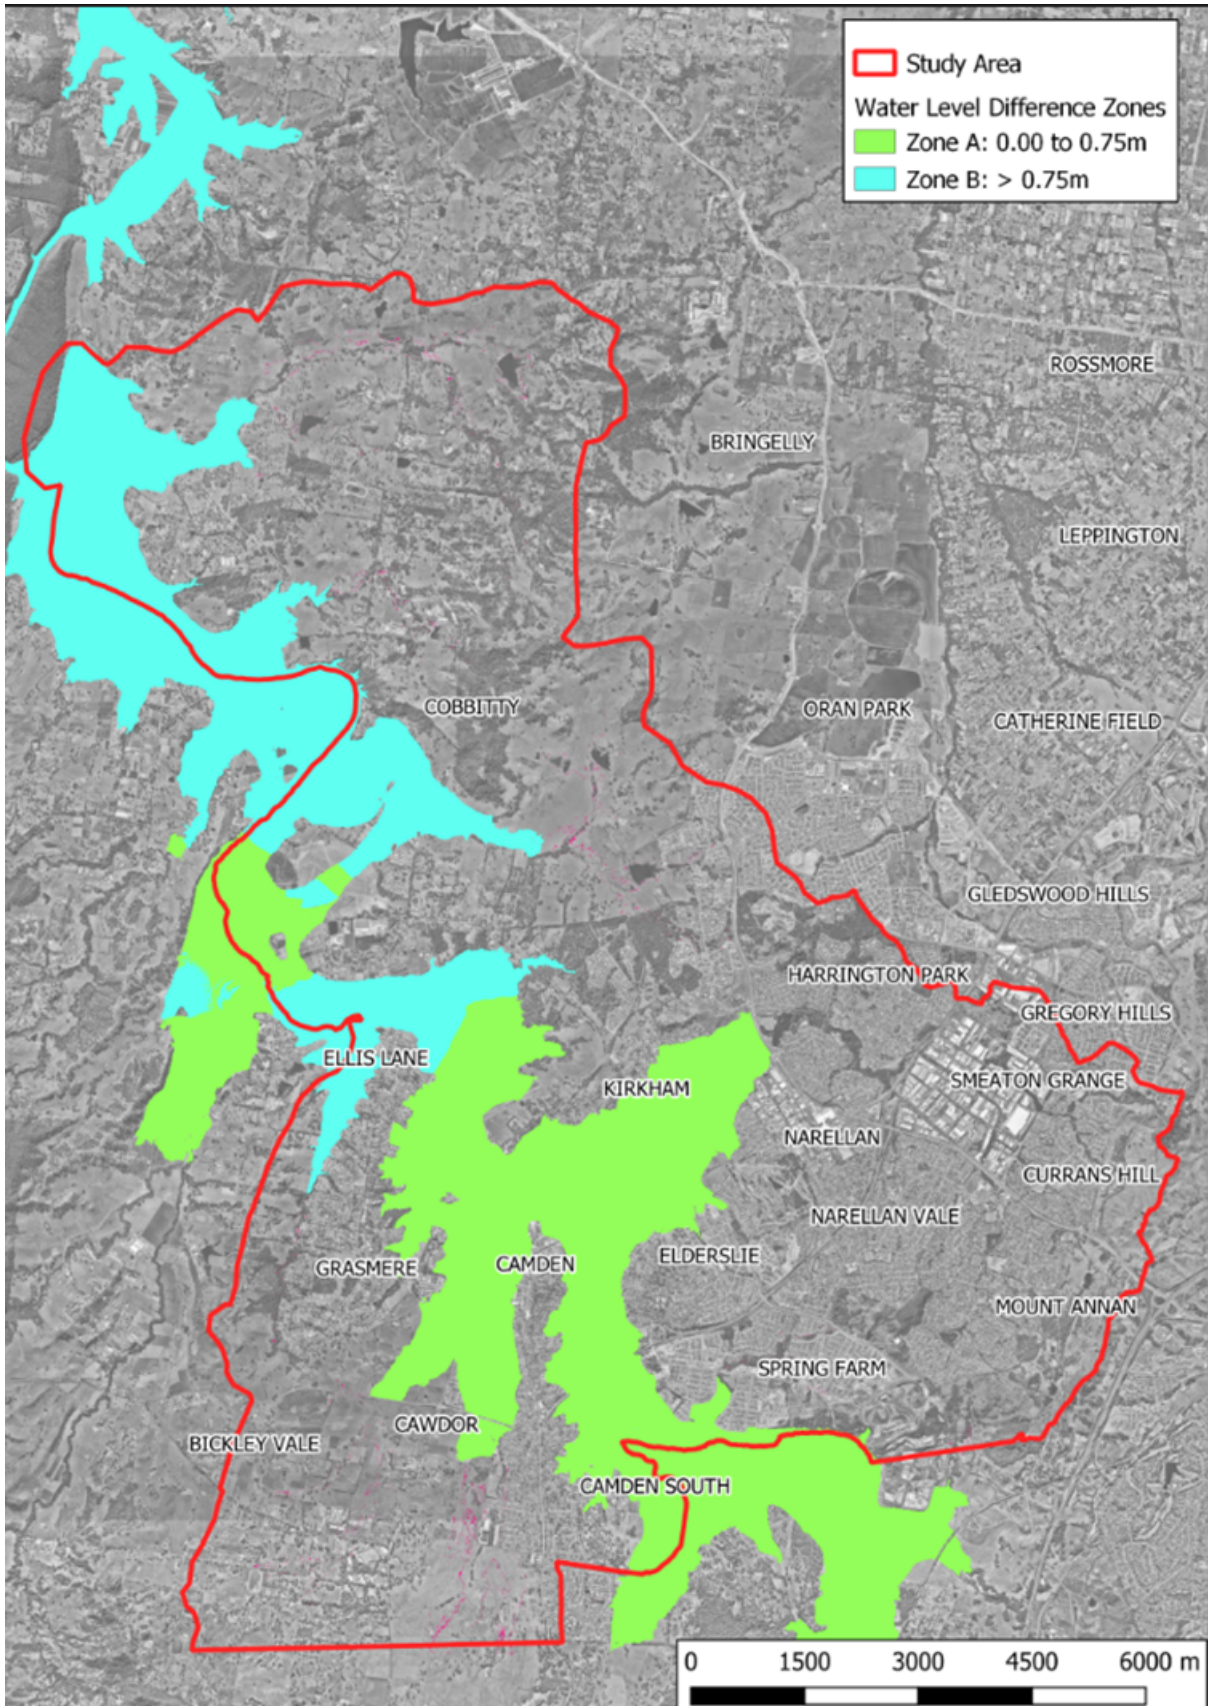 Study Area
Water Level Difference Zones
Zone A: 0.00 to 0.75m
Zone B: > 0.75m
ROSSMORE
BRINGELLY
LEPPINGTON
COBBITTY
ORAN PARK
CATHERINE FIELD
GLEDSWOOD HILLS
HARRINGTON PARK
GREGORY HILLS
ELLIS LANE
SMEATON GRANGE
KIRKHAM
NARELLAN
CURRANS HILL
NARELLAN VALE
ELDERSLIE
GRASMERE
CAMDEN
MOUNT ANNAN
SPRING FARM
CAWDOR
BICKLEY VALE
CAMDEN SOUTH
0 1500 3000 4500 6000 m